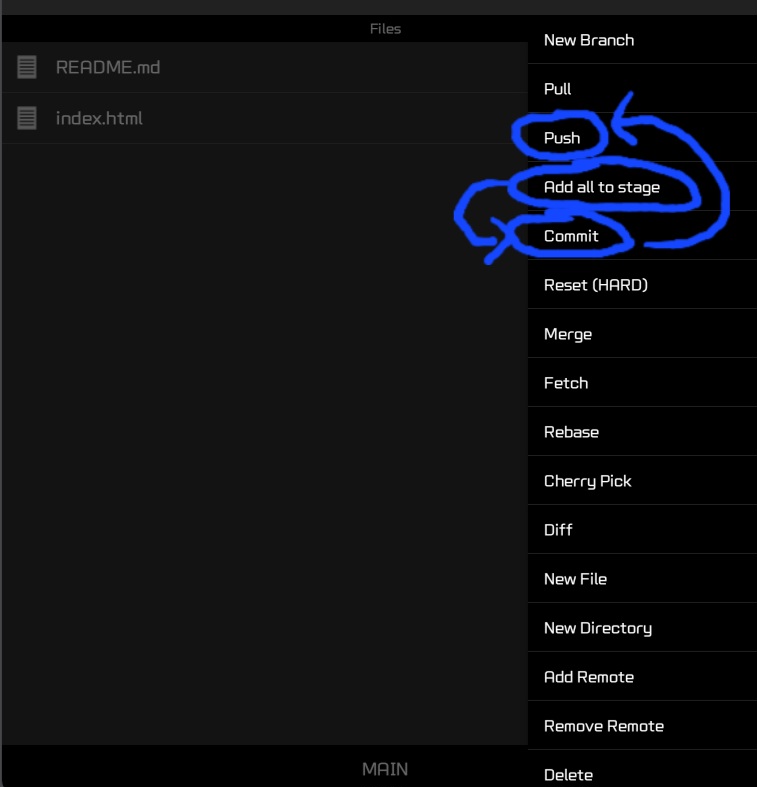 Files
README.md
index.html
New Branch
Pull
Push
Add all to stage
Commit
Reset (HARD)
Merge
Fetch
Rebase
Cherry Pick
Diff
New File
New Directory
Add Remote
Remove Remote
Delete
MAIN